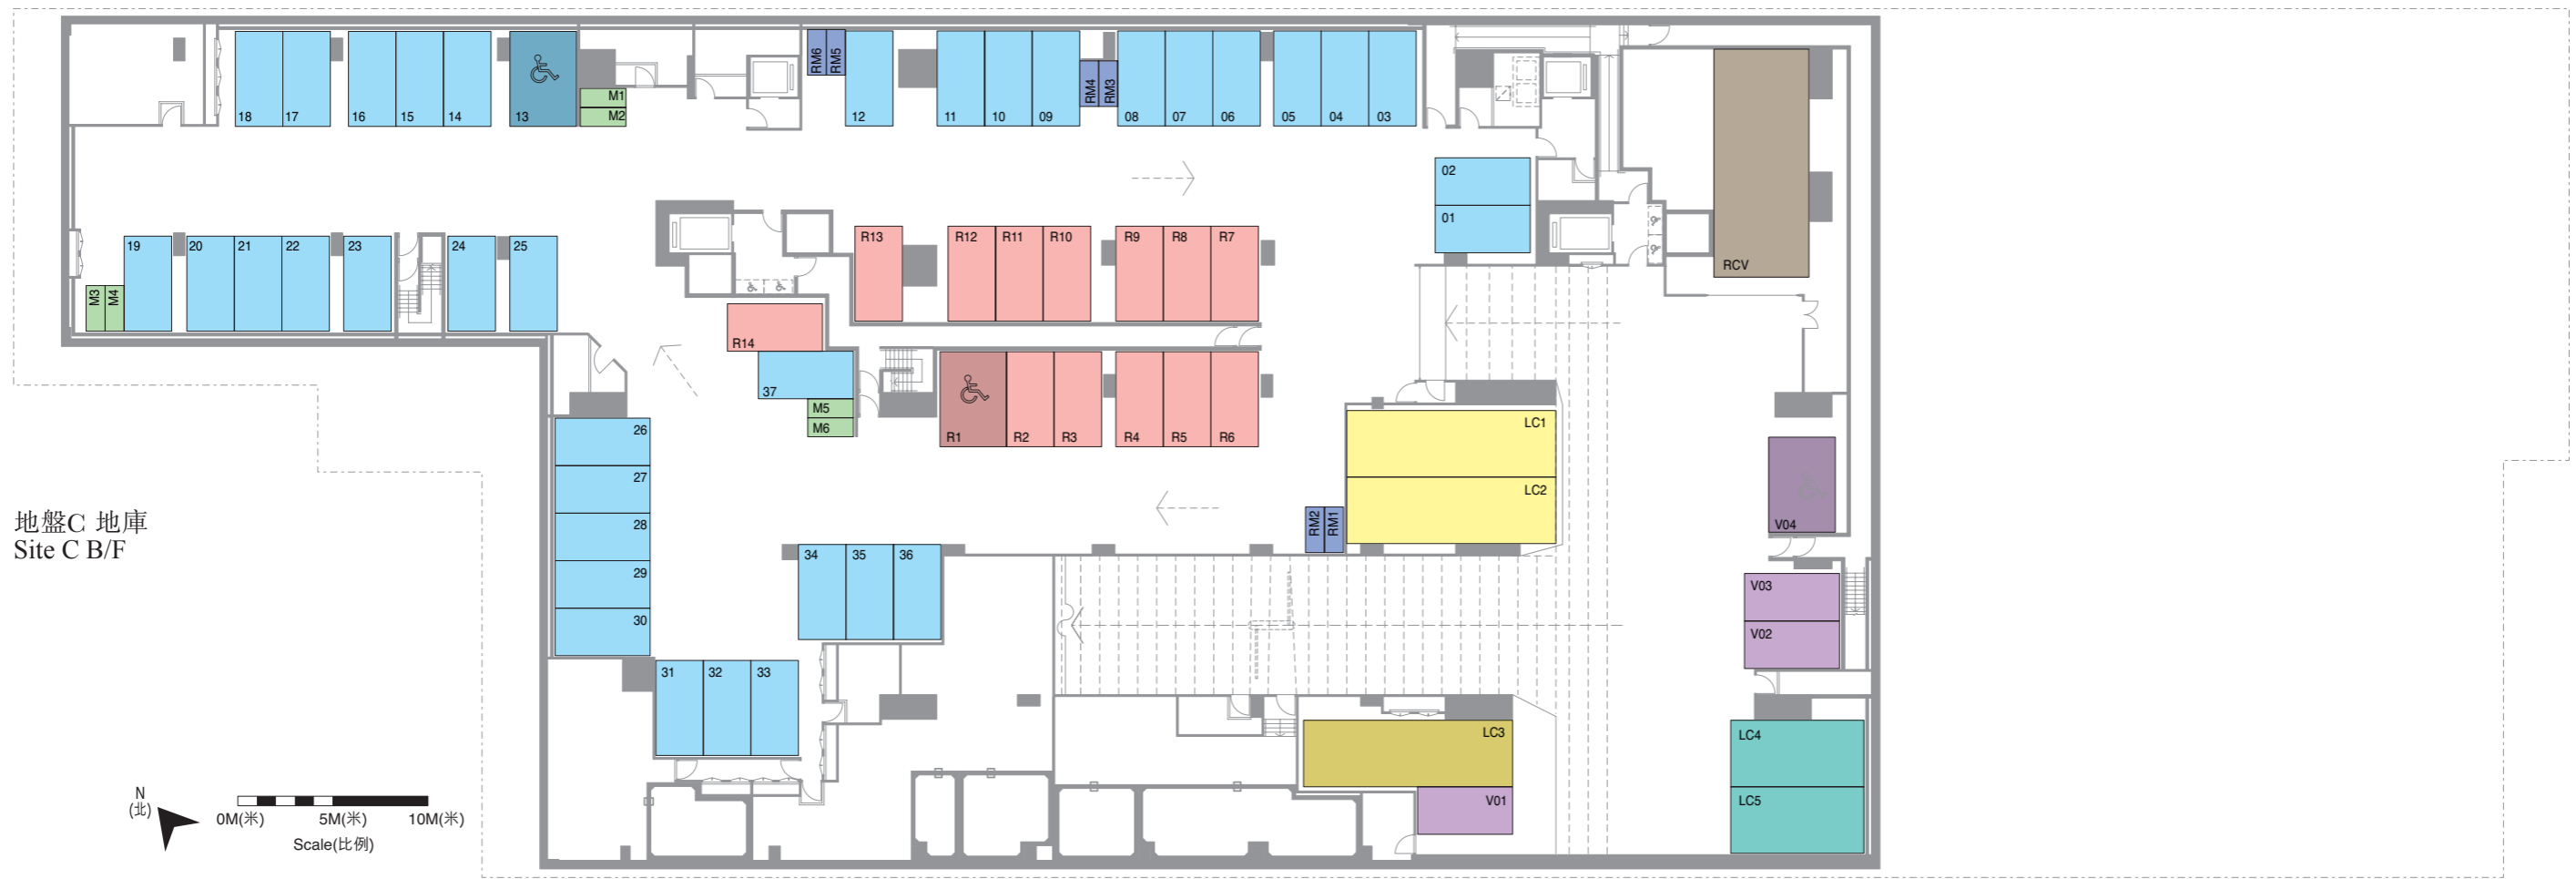 RM6
RM5
RM4
RM3
M1
M2
18
17
16
15
14
13
12
11
10
09
08
07
06
05
04
03
02
01
RCV
19
20
21
22
23
24
25
M3
M4
R13
R12
R11
R10
R9
R8
R7
R14
37
M5
M6
R1
R2
R3
R4
R5
R6
LC1
LC2
RM2
RM1
26
27
28
29
30
地盤C 地庫
Site C B/F
34
35
36
V04
V03
V02
31
32
33
LC3
V01
LC4
LC5
N
(北)
0M(米) 5M(米) 10M(米)
Scale(比例)